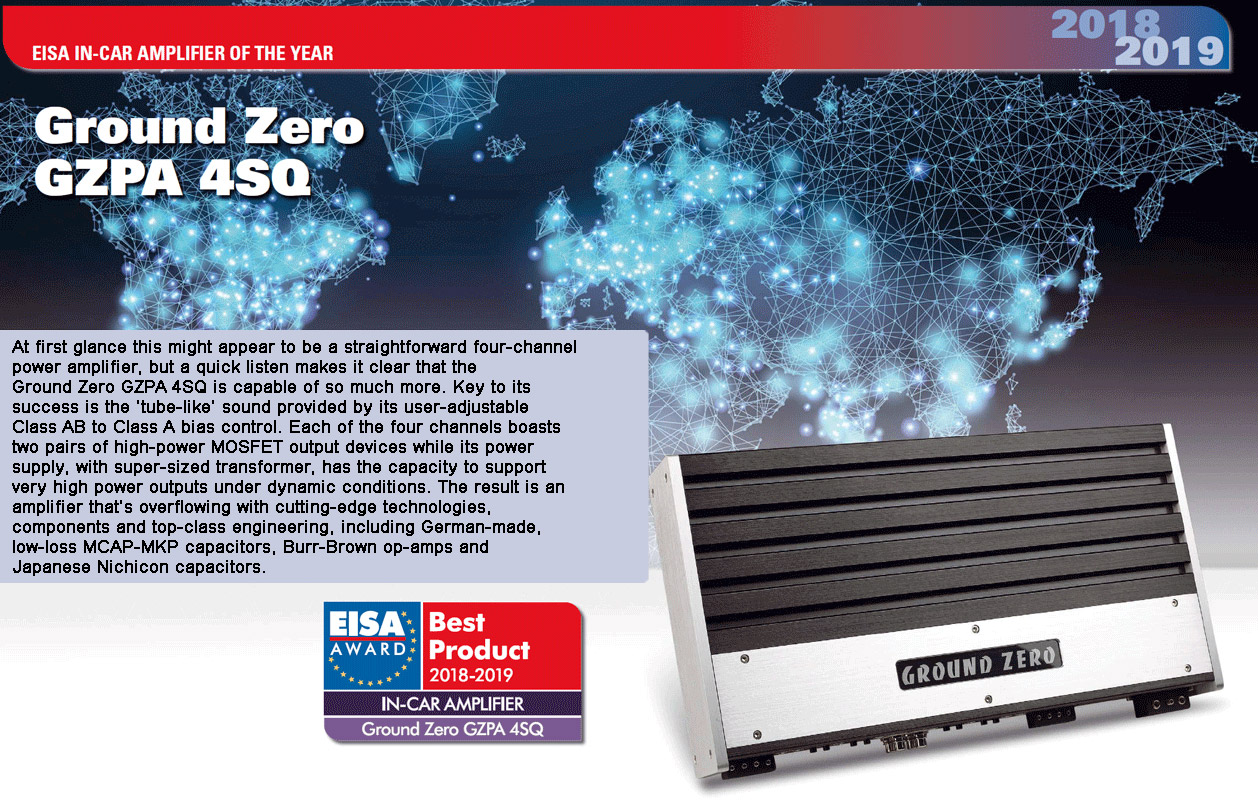 2018
2019
EISA IN-CAR AMPLIFIER OF THE YEAR
Ground Zero
GZPA 4SQ
At first glance this might appear to be a straightforward four-channel
power amplifier, but a quick listen makes it clear that the
Ground Zero GZPA 4SQ is capable of so much more. Key to its
success is the 'tube-like' sound provided by its user-adjustable
Class AB to Class A bias control. Each of the four channels boasts
two pairs of high-power MOSFET output devices while its power
supply, with super-sized transformer, has the capacity to support
very high power outputs under dynamic conditions. The result is an
amplifier that's overflowing with cutting-edge technologies,
components and top-class engineering, including German-made,
low-loss MCAP-MKP capacitors, Burr-Brown op-amps and
Japanese Nichicon capacitors.
EISA
AWARD
Best
Product
2018-2019
IN-CAR AMPLIFIER
Ground Zero GZPA 4SQ
GROUND ZERO